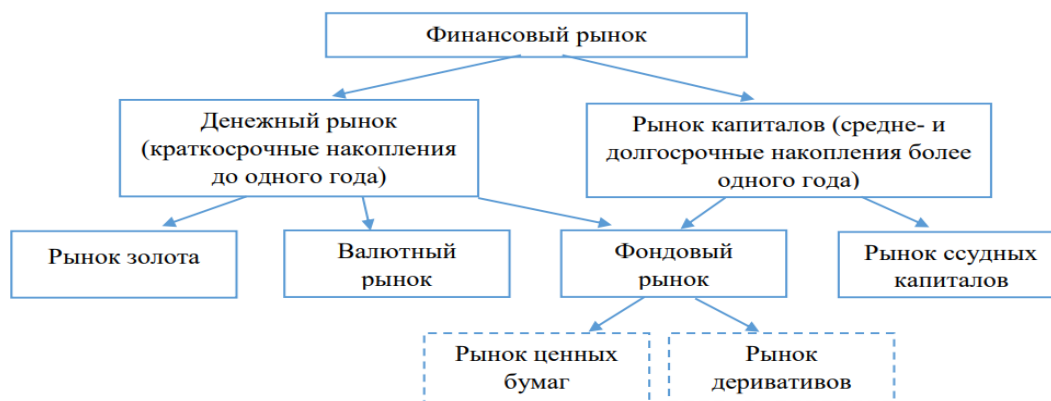 Финансовый рынок
Денежный рынок
(краткосрочные накопления
до одного года)
Рынок капиталов (средне- и
долгосрочные накопления более
одного года)
Рынок золота
Валютный
рынок
Фондовый
рынок
Рынок ссудных
капиталов
Рынок ценных
бумаг
Рынок
деривативов